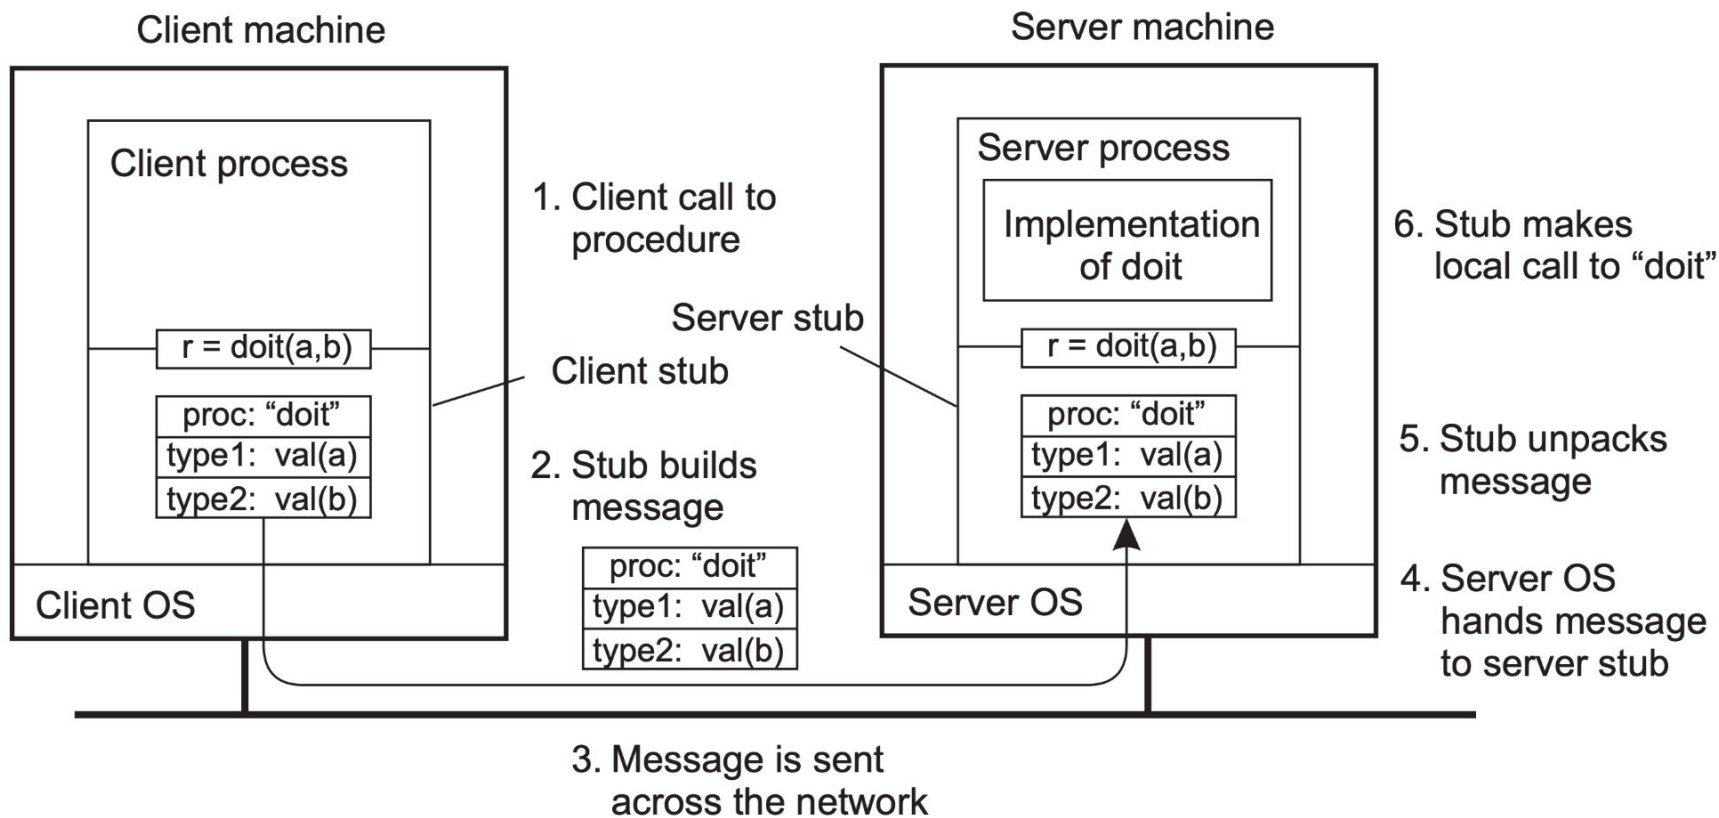 Client machine
Client process
r = doit(a,b)
proc: “doit”
type1: val(a)
type2: val(b)
Client OS
1. Client call to
procedure
Client stub
2. Stub builds
message
proc: “doit”
type1: val(a)
type2: val(b)
3. Message is sent
across the network
Server machine
Server process
Implementation
of doit
Server stub
r = doit(a,b)
proc: “doit”
type1: val(a)
type2: val(b)
Server OS
6. Stub makes
local call to “doit”
5. Stub unpacks
message
4. Server OS
hands message
to server stub